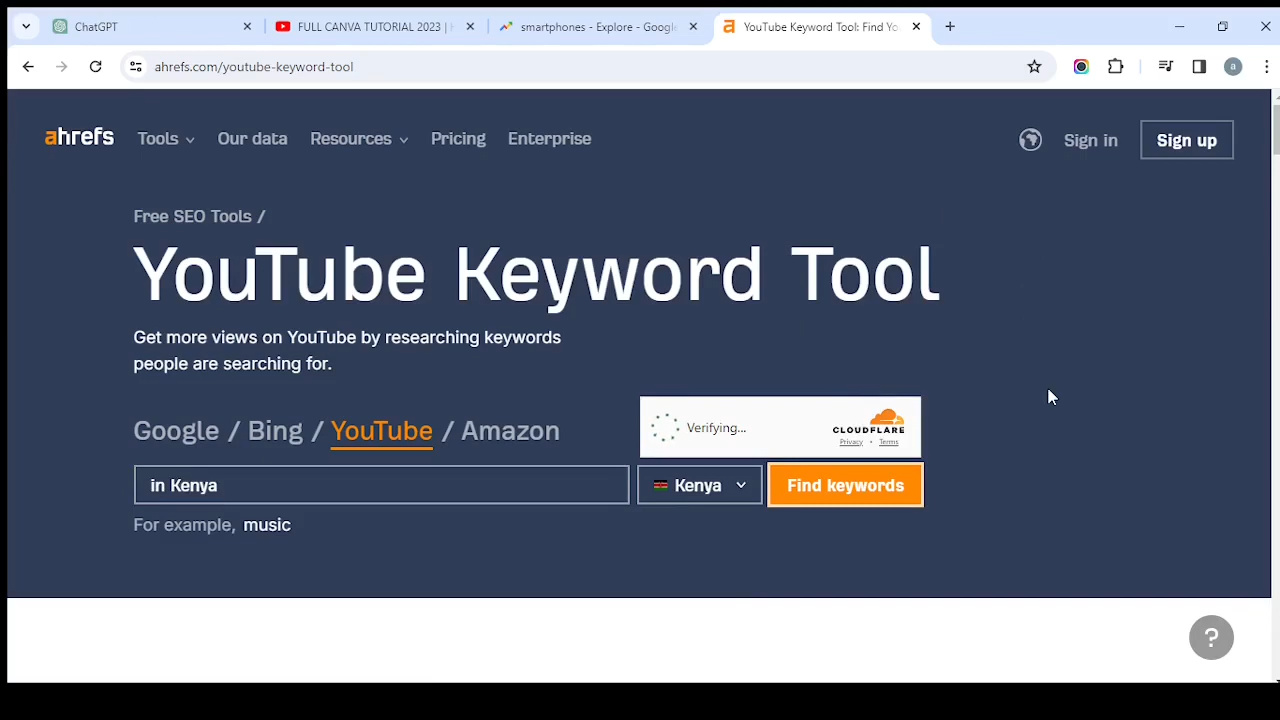 ChatGPT
FULL CANVA TUTORIAL 2023 |
smartphones - Explore - Google
YouTube Keyword Tool: Find Yo
ahrefs.com/youtube-keyword-tool
a
ahrefs
Tools
Our data
Resources
Pricing
Enterprise
Sign in
Sign up
Free SEO Tools /
YouTube Keyword Tool
Get more views on YouTube by researching keywords
people are searching for.
Google / Bing / YouTube / Amazon
Verifying...
CLOUDFLARE
Privacy • Terms
in Kenya
Kenya
Find keywords
For example, music
?